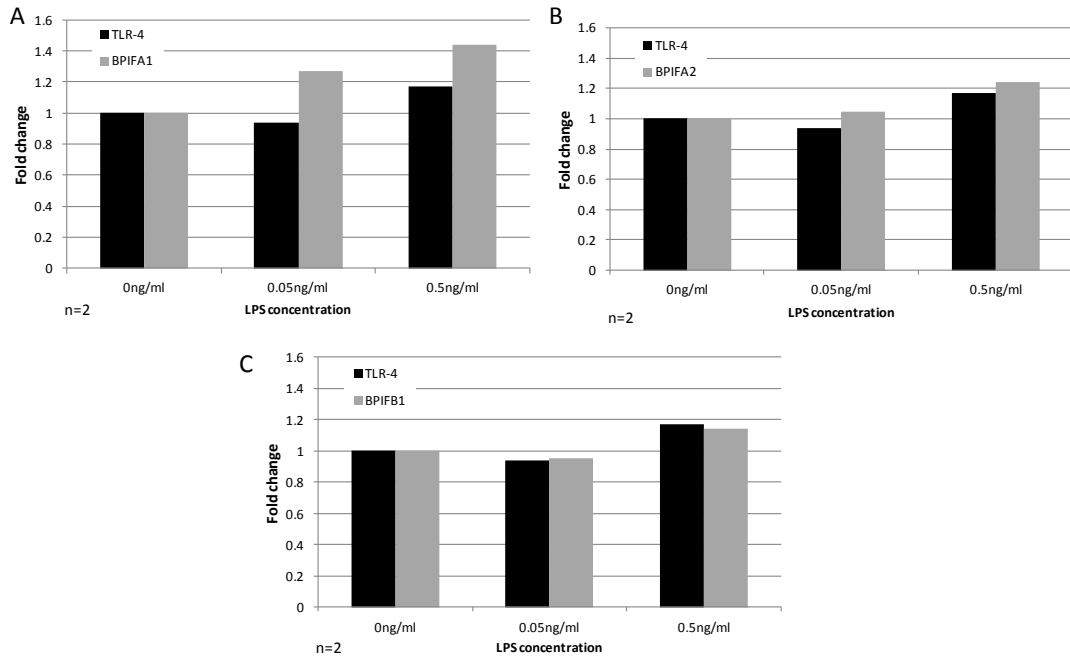 A
1.6
1.4
1.2
1
0.8
0.6
0.4
0.2
0
Fold change
TLR-4
BPIFA1
0ng/ml 0.05ng/ml 0.5ng/ml
LPS concentration
n=2
B
1.6
1.4
1.2
1
0.8
0.6
0.4
0.2
0
Fold change
TLR-4
BPIFA2
0ng/ml 0.05ng/ml 0.5ng/ml
LPS concentration
n=2
C
1.6
1.4
1.2
1
0.8
0.6
0.4
0.2
0
Fold change
TLR-4
BPIFB1
0ng/ml 0.05ng/ml 0.5ng/ml
LPS concentration
n=2